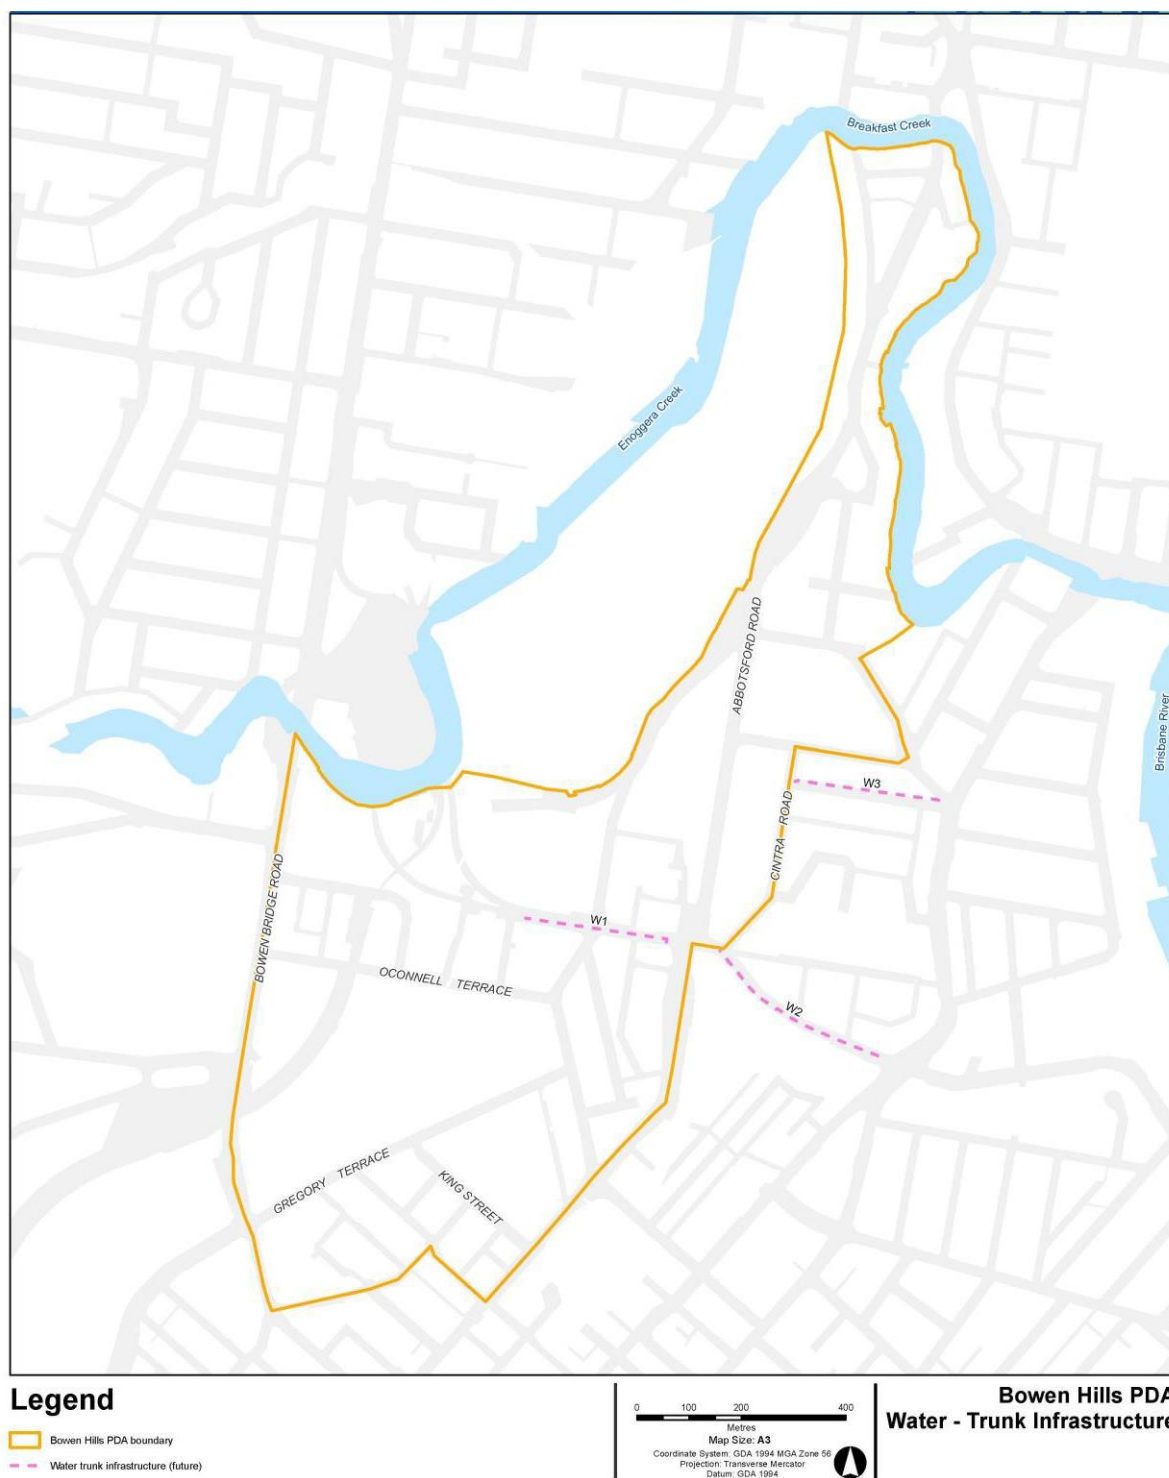 Breakfast Creek
Enoggera Creek
ABBOTSFORD ROAD
Brisbane River
W3
CINTRA ROAD
BOWEN BRIDGE ROAD
W1
OCONNELL TERRACE
W2
GREGORY TERRACE
KING STREET
Legend
Bowen Hills PDA boundary
Water trunk infrastructure (future)
0 100 200 400
Metres
Map Size: A3
Coordinate System: GDA 1994 MGA Zone 56
Projection: Transverse Mercator
Datum: GDA 1994
Bowen Hills PDA
Water - Trunk Infrastructure